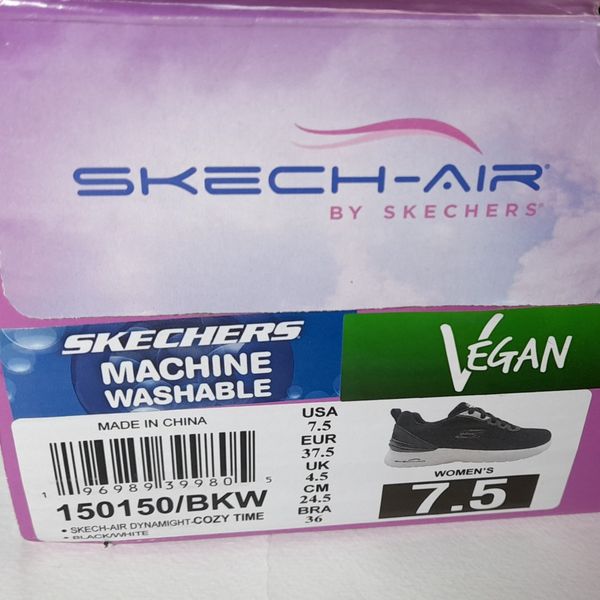 SKECH-AIR®
BY SKECHERS®
SKECHERS
MACHINE
WASHABLE
VEGAN
MADE IN CHINA
1 96989 39980 5
150150/BKW
• SKECH-AIR DYNAMIGHT-COZY TIME
• BLACK/WHITE
USA
7.5
EUR
37.5
UK
4.5
CM
24.5
BRA
36
WOMEN'S
7.5